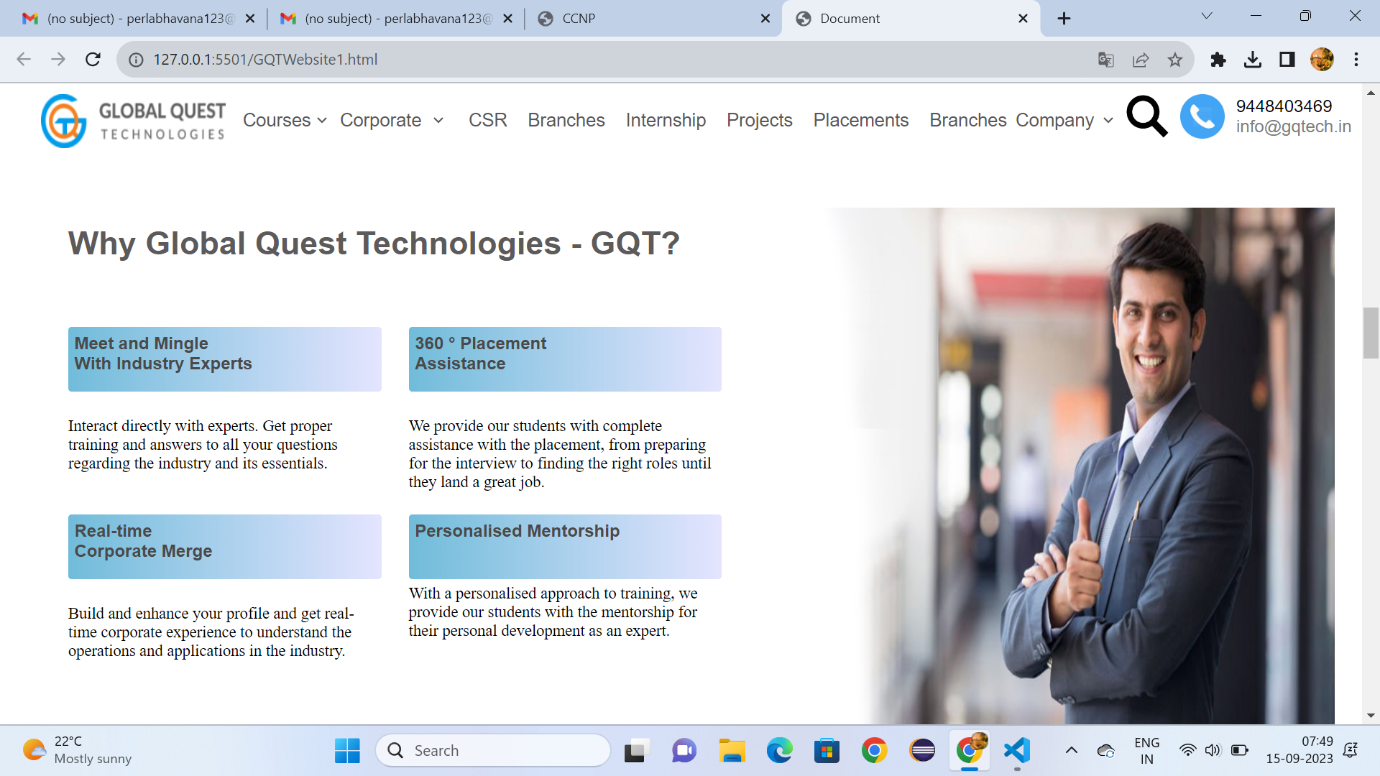 (no subject) - perlabhavana123@
(no subject) - perlabhavana123@
CCNP
Document
127.0.0.1:5501/GQTWebsite1.html
GLOBAL QUEST
TECHNOLOGIES
Courses
Corporate
CSR
Branches
Internship
Projects
Placements
Branches
Company
9448403469
info@gqtech.in
Why Global Quest Technologies - GQT?
Meet and Mingle
With Industry Experts
Interact directly with experts. Get proper
training and answers to all your questions
regarding the industry and its essentials.
360 ° Placement
Assistance
We provide our students with complete
assistance with the placement, from preparing
for the interview to finding the right roles until
they land a great job.
Real-time
Corporate Merge
Build and enhance your profile and get real-
time corporate experience to understand the
operations and applications in the industry.
Personalised Mentorship
With a personalised approach to training, we
provide our students with the mentorship for
their personal development as an expert.
22°C
Mostly sunny
Search
ENG
IN
07:49
15-09-2023